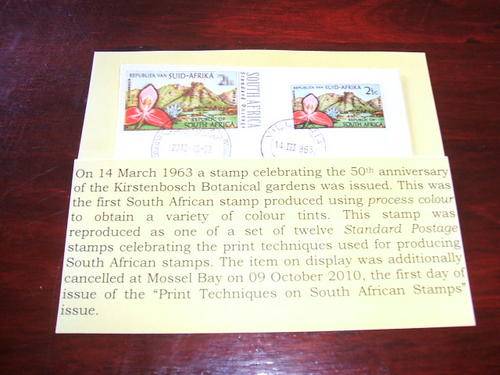 REPUBLIEK VAN SUID-AFRIKA 2½c
REPUBLIC OF
SOUTH AFRICA
SOUTH AFRICA
Standard Postage
REPUBLIEK VAN SUID-AFRIKA 2½c
REPUBLIC OF
SOUTH AFRICA
14 III 963
On 14 March 1963 a stamp celebrating the 50th anniversary
of the Kirstenbosch Botanical gardens was issued. This was
the first South African stamp produced using process colour
to obtain a variety of colour tints. This stamp was
reproduced as one of a set of twelve Standard Postage
stamps celebrating the print techniques used for producing
South African stamps. The item on display was additionally
cancelled at Mossel Bay on 09 October 2010, the first day of
issue of the "Print Techniques on South African Stamps"
issue.